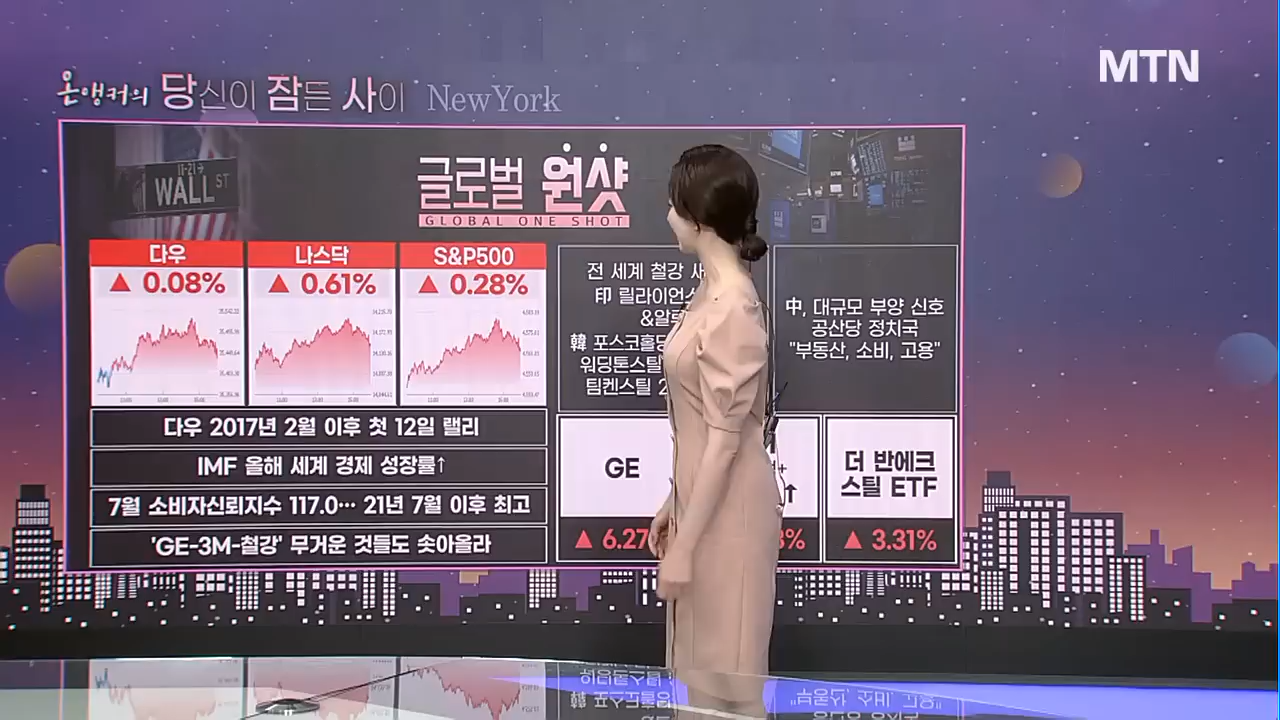 MTN
온앵커의 당신이 잠든 사이 NewYork
WALL ST
글로벌 원샷
GLOBAL ONE SHOT
다우
▲ 0.08%
나스닥
▲ 0.61%
S&P500
▲ 0.28%
다우 2017년 2월 이후 첫 12일 랠리
IMF 올해 세계 경제 성장률↑
7월 소비자신뢰지수 117.0··· 21년 7월 이후 최고
'GE-3M-철강' 무거운 것들도 솟아올라
전 세계 철강
印 릴라이언스
韓 포스코홀딩
워딩톤스틸
팀켄스틸
中, 대규모 부양 신호
공산당 정치국
"부동산, 소비, 고용"
GE
▲ 6.27
더 반에크
스틸 ETF
▲ 3.31%